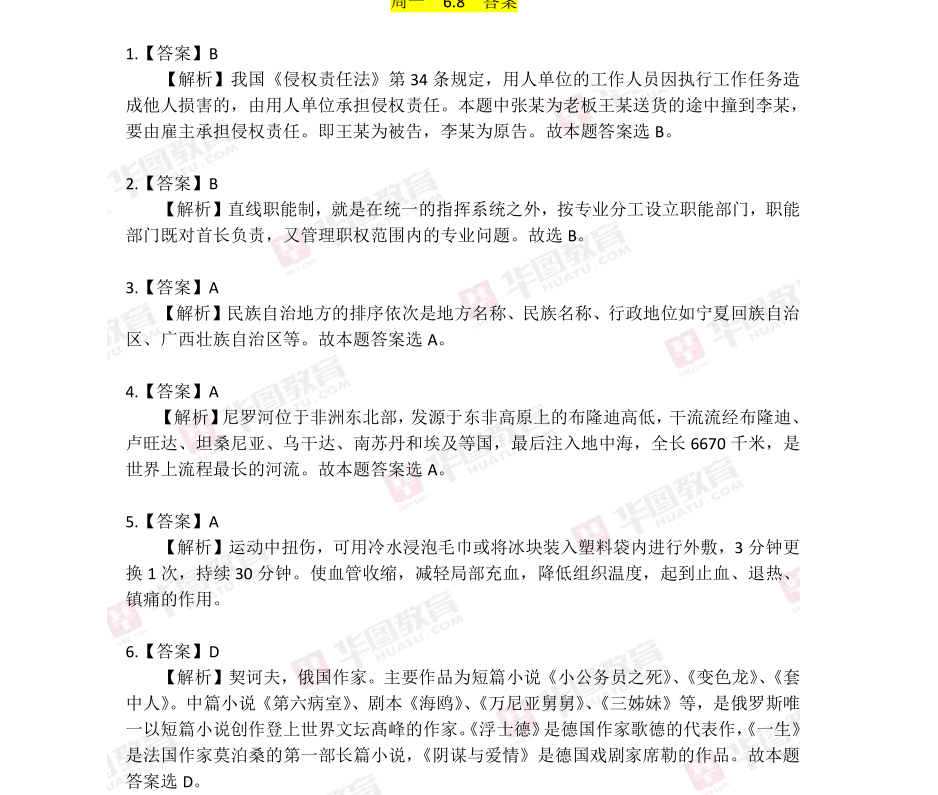 周一 6.8 答案
1.【答案】B
【解析】我国《侵权责任法》第 34 条规定，用人单位的工作人员因执行工作任务造
成他人损害的，由用人单位承担侵权责任。本题中张某为老板王某送货的途中撞到李某，
要由雇主承担侵权责任。即王某为被告，李某为原告。故本题答案选 B。
2.【答案】B
【解析】直线职能制，就是在统一的指挥系统之外，按专业分工设立职能部门，职能
部门既对首长负责，又管理职权范围内的专业问题。故选 B。
3.【答案】A
【解析】民族自治地方的排序依次是地方名称、民族名称、行政地位如宁夏回族自治
区、广西壮族自治区等。故本题答案选 A。
4.【答案】A
【解析】尼罗河位于非洲东北部，发源于东非高原上的布隆迪高低，干流流经布隆迪、
卢旺达、坦桑尼亚、乌干达、南苏丹和埃及等国，最后注入地中海，全长 6670 千米，是
世界上流程最长的河流。故本题答案选 A。
5.【答案】A
【解析】运动中扭伤，可用冷水浸泡毛巾或将冰块装入塑料袋内进行外敷，3 分钟更
换 1 次，持续 30 分钟。使血管收缩，减轻局部充血，降低组织温度，起到止血、退热、
镇痛的作用。
6.【答案】D
【解析】契诃夫，俄国作家。主要作品为短篇小说《小公务员之死》、《变色龙》、《套
中人》。中篇小说《第六病室》、剧本《海鸥》、《万尼亚舅舅》、《三姊妹》等，是俄罗斯唯
一以短篇小说创作登上世界文坛高峰的作家。《浮士德》是德国作家歌德的代表作，《一生》
是法国作家莫泊桑的第一部长篇小说，《阴谋与爱情》是德国戏剧家席勒的作品。故本题
答案选 D。
华图教育
HUATU.COM